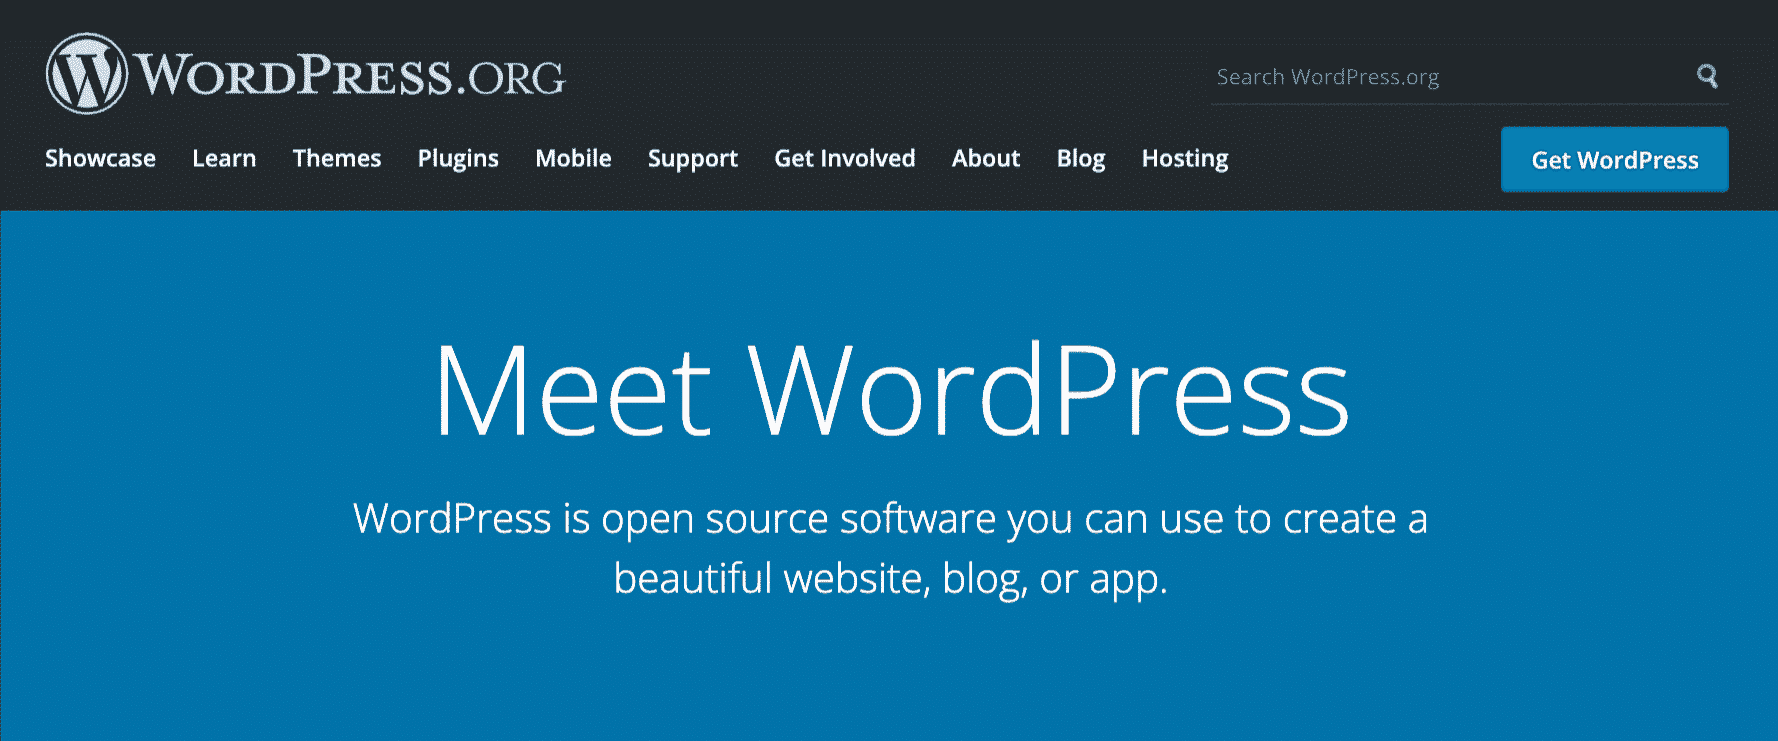 WORDPRESS.ORG
Search WordPress.org
Showcase Learn Themes Plugins Mobile Support Get Involved About Blog Hosting
Get WordPress
Meet WordPress
WordPress is open source software you can use to create a
beautiful website, blog, or app.